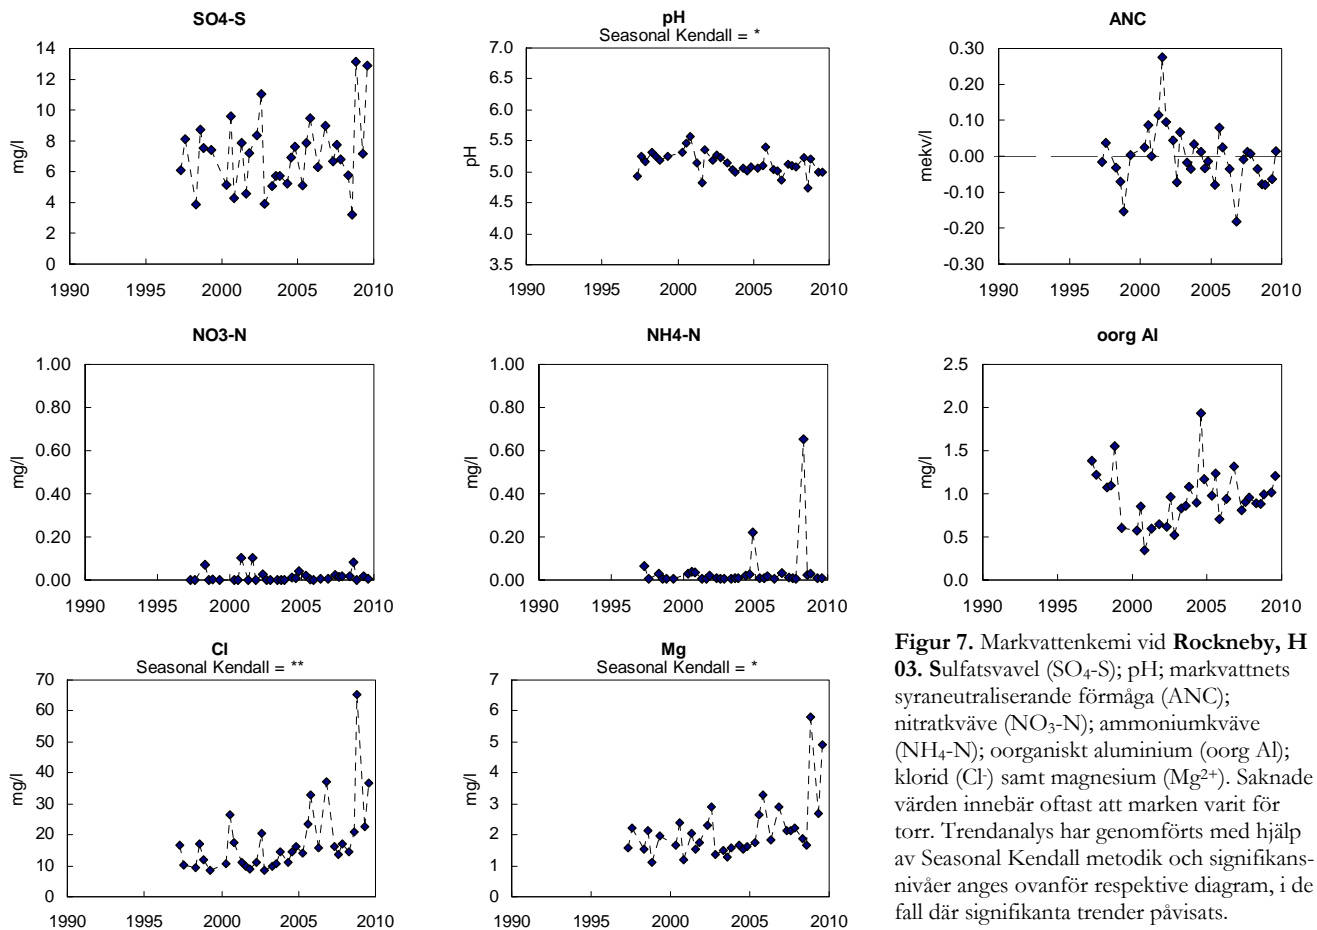 SO4-S
14
12
10
8
6
4
2
0
mg/l
1990 1995 2000 2005 2010
pH
Seasonal Kendall = *
7.0
6.5
6.0
5.5
5.0
4.5
4.0
3.5
pH
1990 1995 2000 2005 2010
ANC
0.30
0.20
0.10
0.00
-0.10
-0.20
-0.30
mekv/l
1990 1995 2000 2005 2010
NO3-N
1.00
0.80
0.60
0.40
0.20
0.00
mg/l
1990 1995 2000 2005 2010
NH4-N
1.00
0.80
0.60
0.40
0.20
0.00
mg/l
1990 1995 2000 2005 2010
oorg Al
2.5
2.0
1.5
1.0
0.5
0.0
mg/l
1990 1995 2000 2005 2010
Cl
Seasonal Kendall = **
70
60
50
40
30
20
10
0
mg/l
1990 1995 2000 2005 2010
Mg
Seasonal Kendall = *
7
6
5
4
3
2
1
0
mg/l
1990 1995 2000 2005 2010
Figur 7. Markvattenkemi vid Rockneby, H
03. Sulfatsvavel (SO₄-S); pH; markvattnets
syraneutraliserande förmåga (ANC);
nitratkväve (NO₃-N); ammoniumkväve
(NH₄-N); oorganiskt aluminium (oorg Al);
klorid (Cl⁻) samt magnesium (Mg²⁺). Saknade
värden innebär oftast att marken varit för
torr. Trendanalys har genomförts med hjälp
av Seasonal Kendall metodik och signifikans-
nivåer anges ovanför respektive diagram, i de
fall där signifikanta trender påvisats.